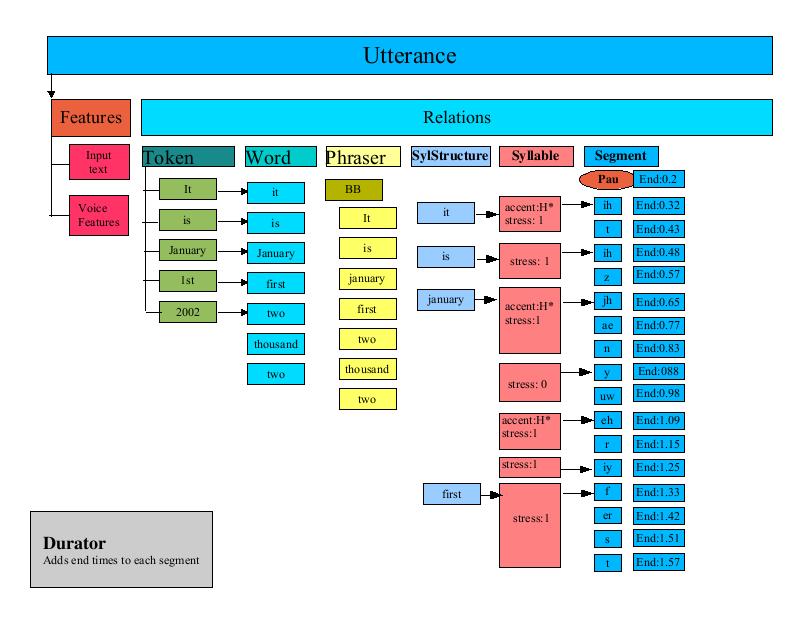 Utterance
Features
Relations
Input
text
Voice
Features
Token
It
is
January
1st
2002
Word
it
is
January
first
two
thousand
two
Phraser
BB
It
is
january
first
two
thousand
two
SylStructure
it
is
january
first
Syllable
accent:H*
stress: 1
stress: 1
accent:H*
stress:1
stress: 0
accent:H*
stress:1
stress:1
stress:1
Segment
Pau End:0.2
ih End:0.32
t End:0.43
ih End:0.48
z End:0.57
jh End:0.65
ae End:0.77
n End:0.83
y End:088
uw End:0.98
eh End:1.09
r End:1.15
iy End:1.25
f End:1.33
er End:1.42
s End:1.51
t End:1.57
Durator
Adds end times to each segment